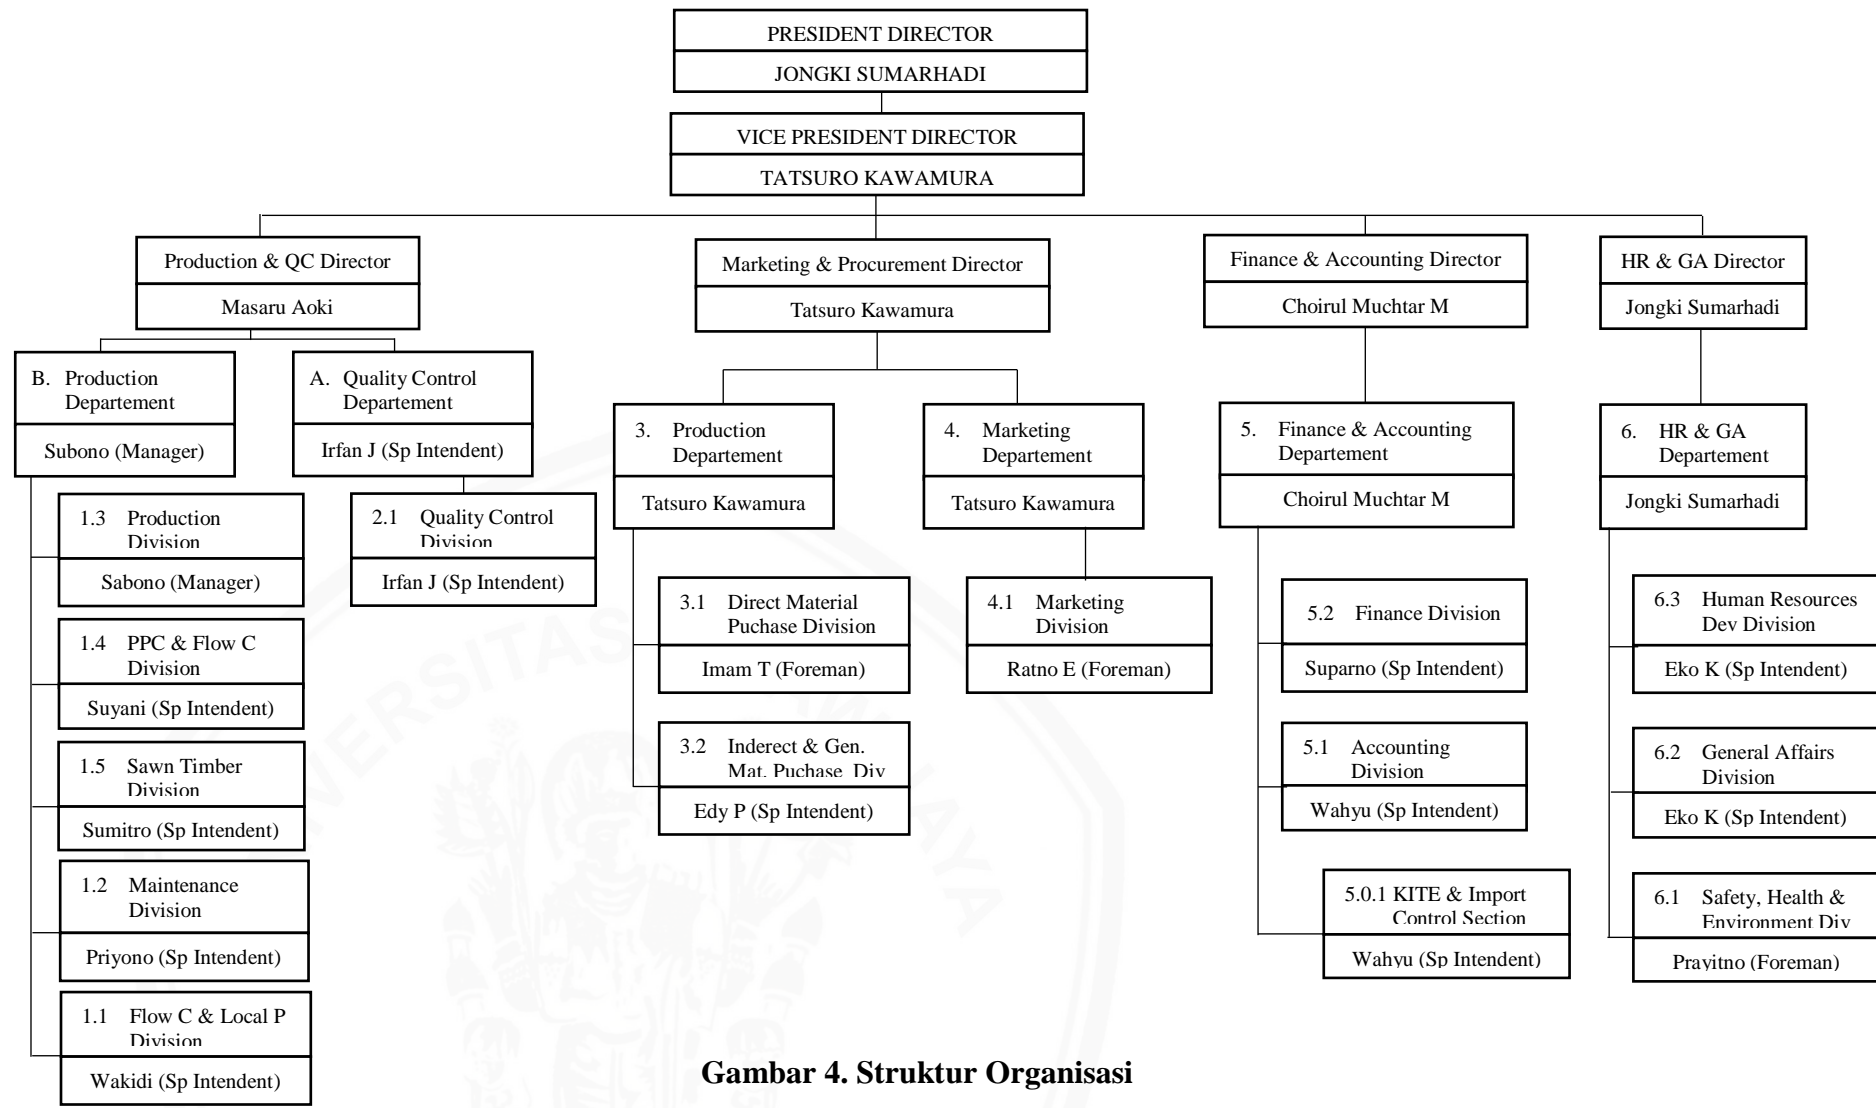 PRESIDENT DIRECTOR
JONGKI SUMARHADI
VICE PRESIDENT DIRECTOR
TATSURO KAWAMURA
Production & QC Director
Masaru Aoki
Marketing & Procurement Director
Tatsuro Kawamura
Finance & Accounting Director
Choirul Muchtar M
HR & GA Director
Jongki Sumarhadi
B. Production
Departement
Subono (Manager)
A. Quality Control
Departement
Irfan J (Sp Intendent)
3. Production
Departement
Tatsuro Kawamura
4. Marketing
Departement
Tatsuro Kawamura
5. Finance & Accounting
Departement
Choirul Muchtar M
6. HR & GA
Departement
Jongki Sumarhadi
1.3 Production
Division
Sabono (Manager)
1.4 PPC & Flow C
Division
Suyani (Sp Intendent)
1.5 Sawn Timber
Division
Sumitro (Sp Intendent)
1.2 Maintenance
Division
Priyono (Sp Intendent)
1.1 Flow C & Local P
Division
Wakidi (Sp Intendent)
2.1 Quality Control
Division
Irfan J (Sp Intendent)
3.1 Direct Material
Puchase Division
Imam T (Foreman)
3.2 Inderect & Gen.
Mat. Puchase Div
Edy P (Sp Intendent)
4.1 Marketing
Division
Ratno E (Foreman)
5.2 Finance Division
Suparno (Sp Intendent)
5.1 Accounting
Division
Wahyu (Sp Intendent)
5.0.1 KITE & Import
Control Section
Wahyu (Sp Intendent)
6.3 Human Resources
Dev Division
Eko K (Sp Intendent)
6.2 General Affairs
Division
Eko K (Sp Intendent)
6.1 Safety, Health &
Environment Div
Prayitno (Foreman)
Gambar 4. Struktur Organisasi